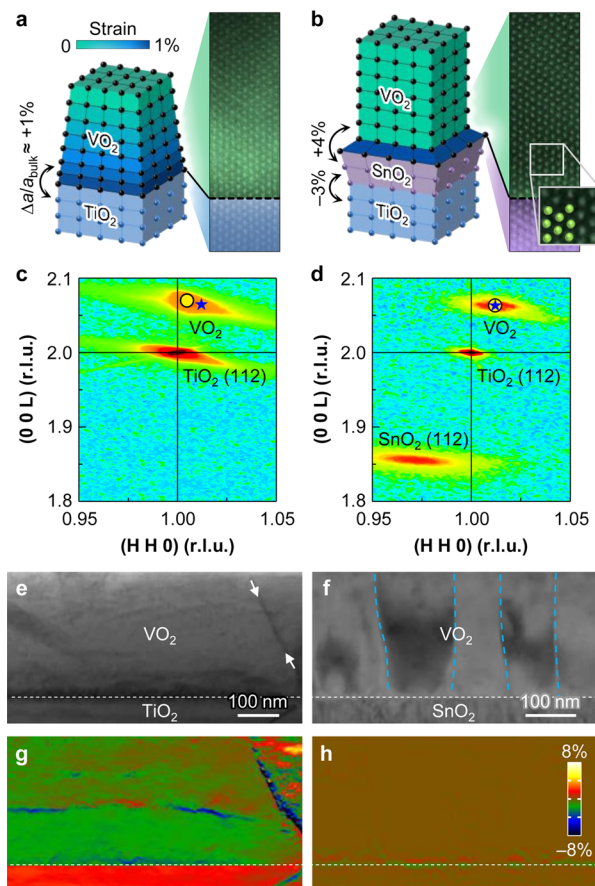 a
Strain
0 1%
VO2
Δa/abulk ≈ +1%
TiO2
b
VO2
+4%
SnO2
−3%
TiO2
c
2.1
2.0
1.9
1.8
(0 0 L) (r.l.u.)
VO2
TiO2 (112)
0.95 1.00 1.05
(H H 0) (r.l.u.)
d
2.1
2.0
1.9
1.8
(0 0 L) (r.l.u.)
VO2
TiO2 (112)
SnO2 (112)
0.95 1.00 1.05
(H H 0) (r.l.u.)
e
VO2
100 nm
TiO2
f
VO2
100 nm
SnO2
g
h
8%
−8%